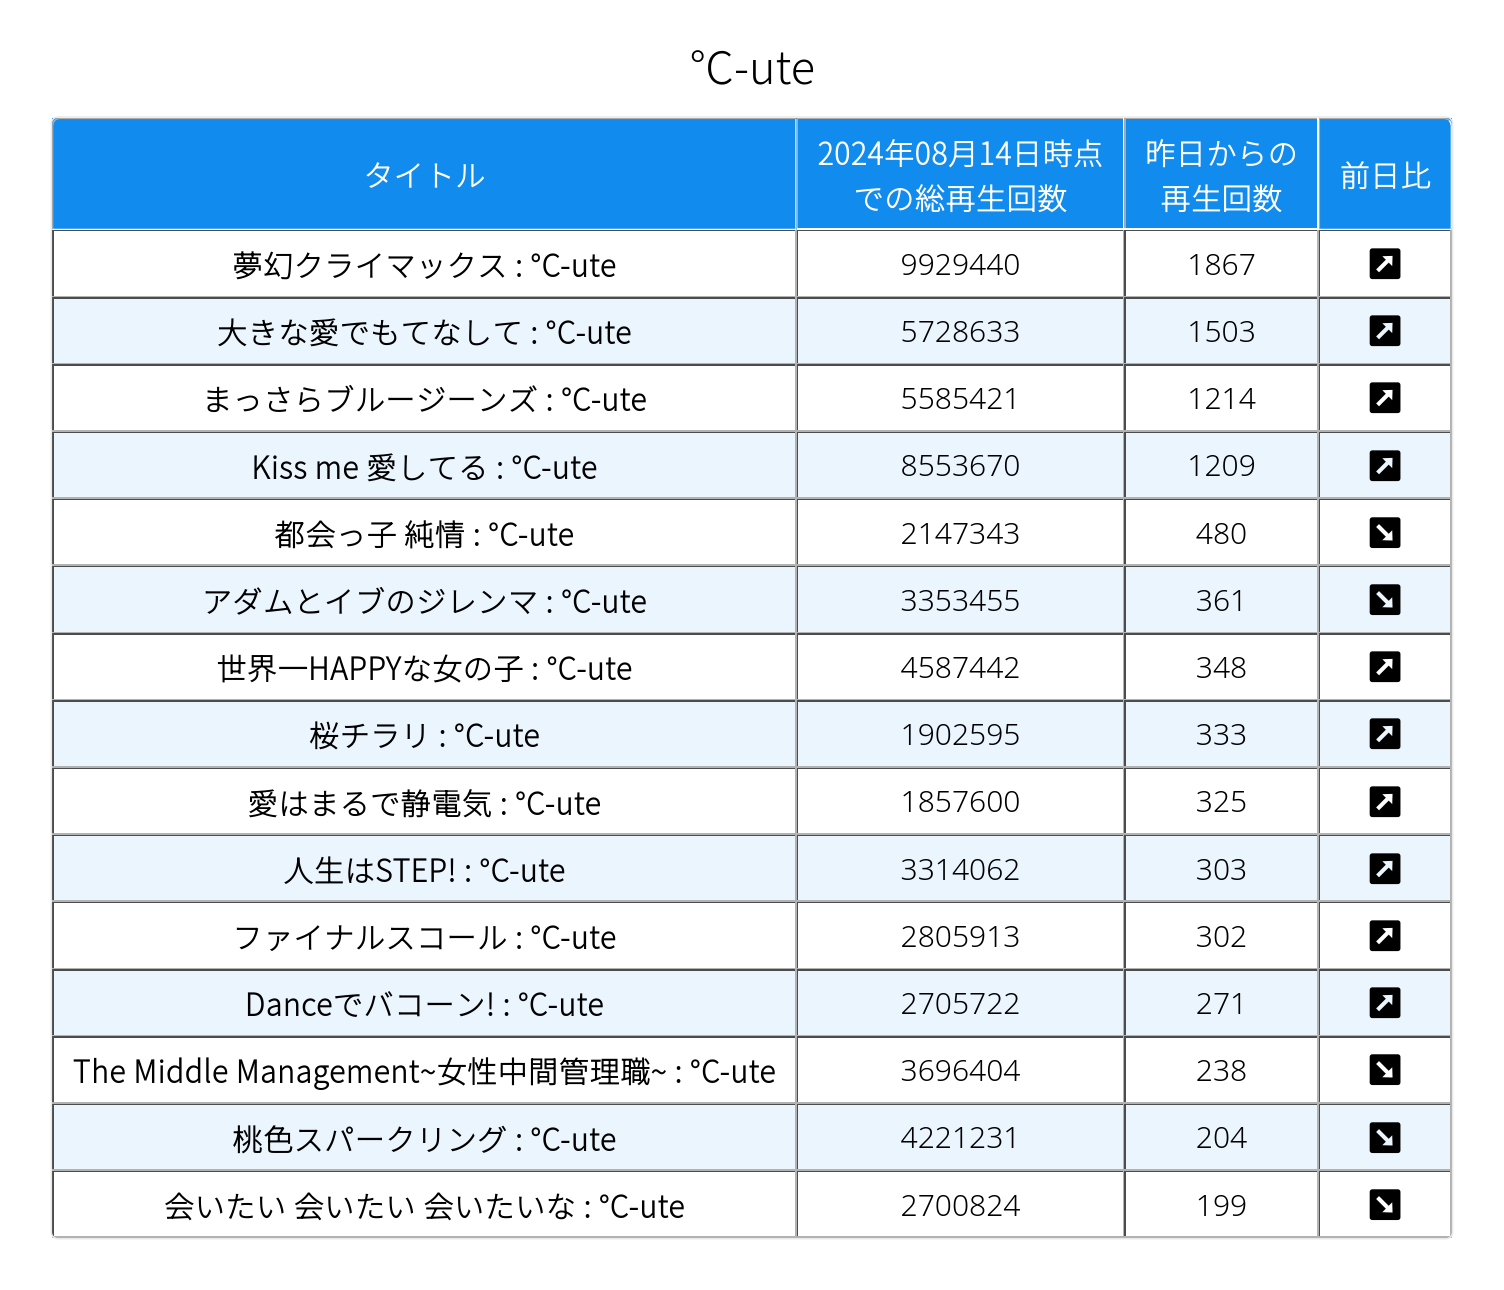 ℃-ute
タイトル 2024年08月14日時点での総再生回数 昨日からの再生回数 前日比
夢幻クライマックス : ℃-ute 9929440 1867 ↗
大きな愛でもてなして : ℃-ute 5728633 1503 ↗
まっさらブルージーンズ : ℃-ute 5585421 1214 ↗
Kiss me 愛してる : ℃-ute 8553670 1209 ↗
都会っ子 純情 : ℃-ute 2147343 480 ↘
アダムとイブのジレンマ : ℃-ute 3353455 361 ↘
世界一HAPPYな女の子 : ℃-ute 4587442 348 ↗
桜チラリ : ℃-ute 1902595 333 ↗
愛はまるで静電気 : ℃-ute 1857600 325 ↗
人生はSTEP! : ℃-ute 3314062 303 ↗
ファイナルスコール : ℃-ute 2805913 302 ↗
Danceでバコーン! : ℃-ute 2705722 271 ↗
The Middle Management~女性中間管理職~ : ℃-ute 3696404 238 ↘
桃色スパークリング : ℃-ute 4221231 204 ↘
会いたい 会いたい 会いたいな : ℃-ute 2700824 199 ↘